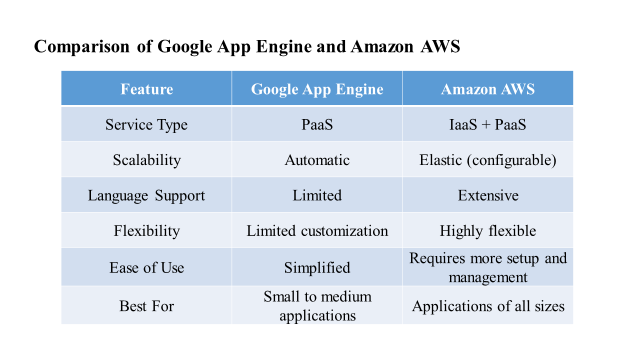 Comparison of Google App Engine and Amazon AWS
Feature Google App Engine Amazon AWS
Service Type PaaS IaaS + PaaS
Scalability Automatic Elastic (configurable)
Language Support Limited Extensive
Flexibility Limited customization Highly flexible
Ease of Use Simplified Requires more setup and
management
Best For Small to medium
applications Applications of all sizes